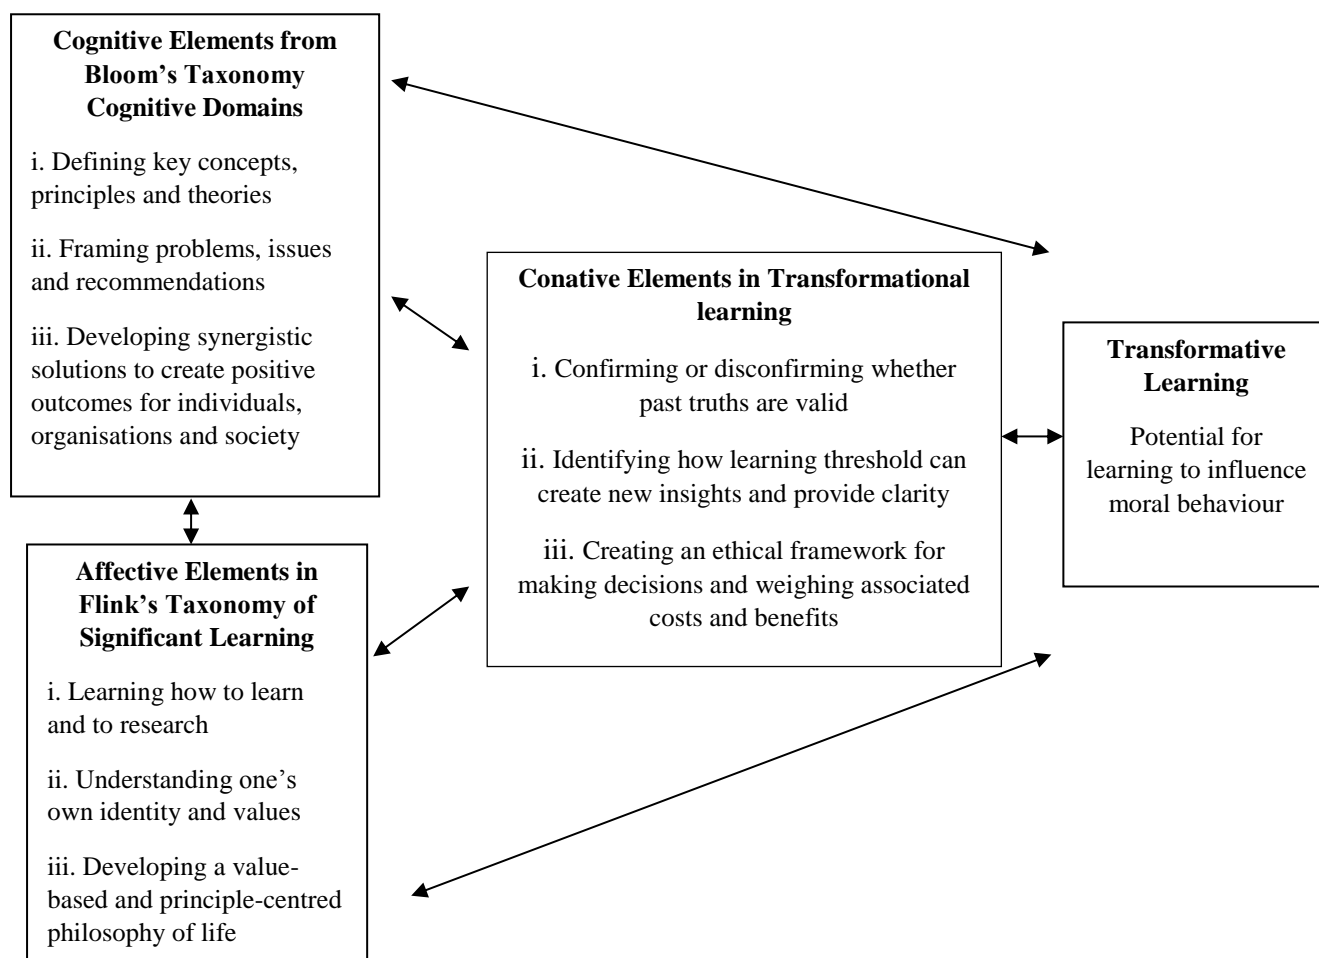 Cognitive Elements from
Bloom’s Taxonomy
Cognitive Domains
i. Defining key concepts,
principles and theories
ii. Framing problems, issues
and recommendations
iii. Developing synergistic
solutions to create positive
outcomes for individuals,
organisations and society
Affective Elements in
Flink’s Taxonomy of
Significant Learning
i. Learning how to learn
and to research
ii. Understanding one’s
own identity and values
iii. Developing a value-
based and principle-centred
philosophy of life
Conative Elements in Transformational
learning
i. Confirming or disconfirming whether
past truths are valid
ii. Identifying how learning threshold can
create new insights and provide clarity
iii. Creating an ethical framework for
making decisions and weighing associated
costs and benefits
Transformative
Learning
Potential for
learning to influence
moral behaviour